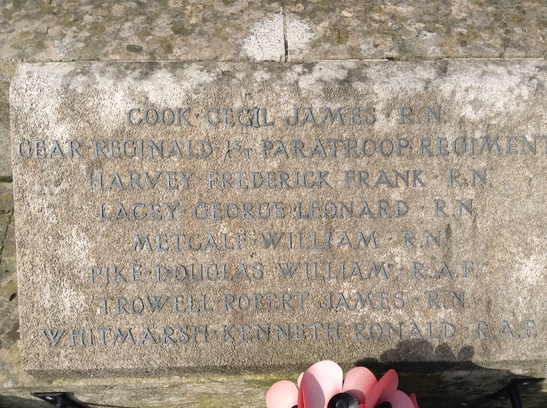 COOK · CECIL JAMES · R.N.
GEAR · REGINALD · 1ST PARATROOP · REGIMENT
HARVEY FREDERICK FRANK · R.N.
LACEY · GEORGE · LEONARD · R.N.
METCALF · WILLIAM · R.N.
PIKE · DOUGLAS WILLIAM · R.A.F.
TROWELL · ROBERT JAMES · R.N.
WHITMARSH · KENNETH RONALD · R.A.F.